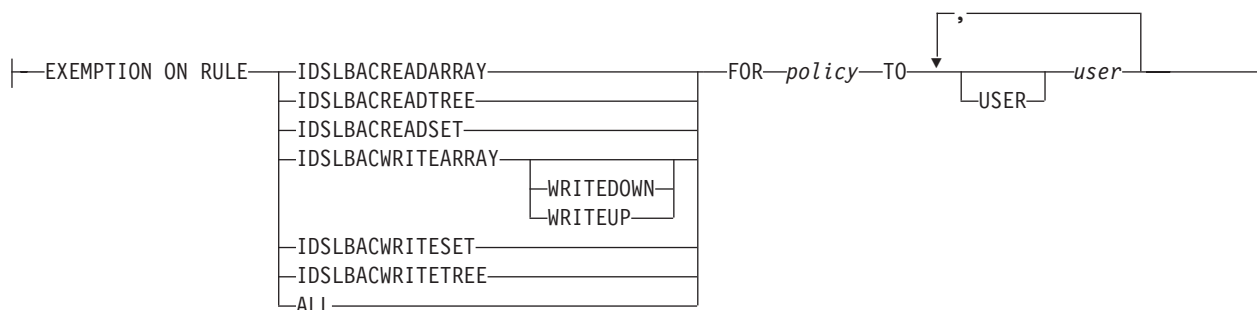 ,
EXEMPTION ON RULE IDSLBACREADARRAY FOR policy TO user
IDSLBACREADTREE USER
IDSLBACREADSET
IDSLBACWRITEARRAY
WRITEDOWN
WRITEUP
IDSLBACWRITESET
IDSLBACWRITETREE
ALL